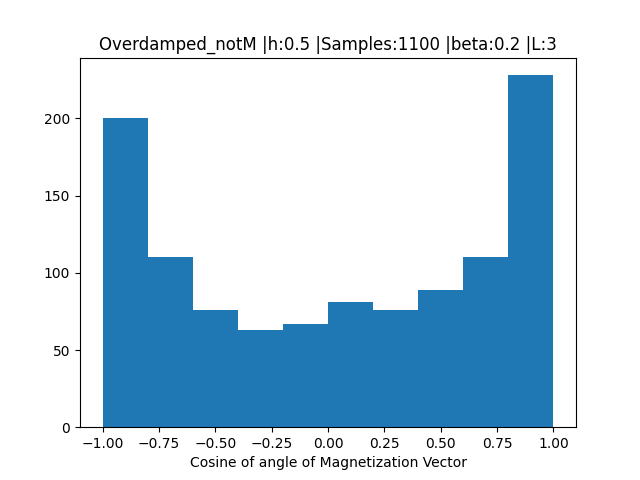 Overdamped_notM |h:0.5 |Samples:1100 |beta:0.2 |L:3
200
150
100
50
0
−1.00 −0.75 −0.50 −0.25 0.00 0.25 0.50 0.75 1.00
Cosine of angle of Magnetization Vector